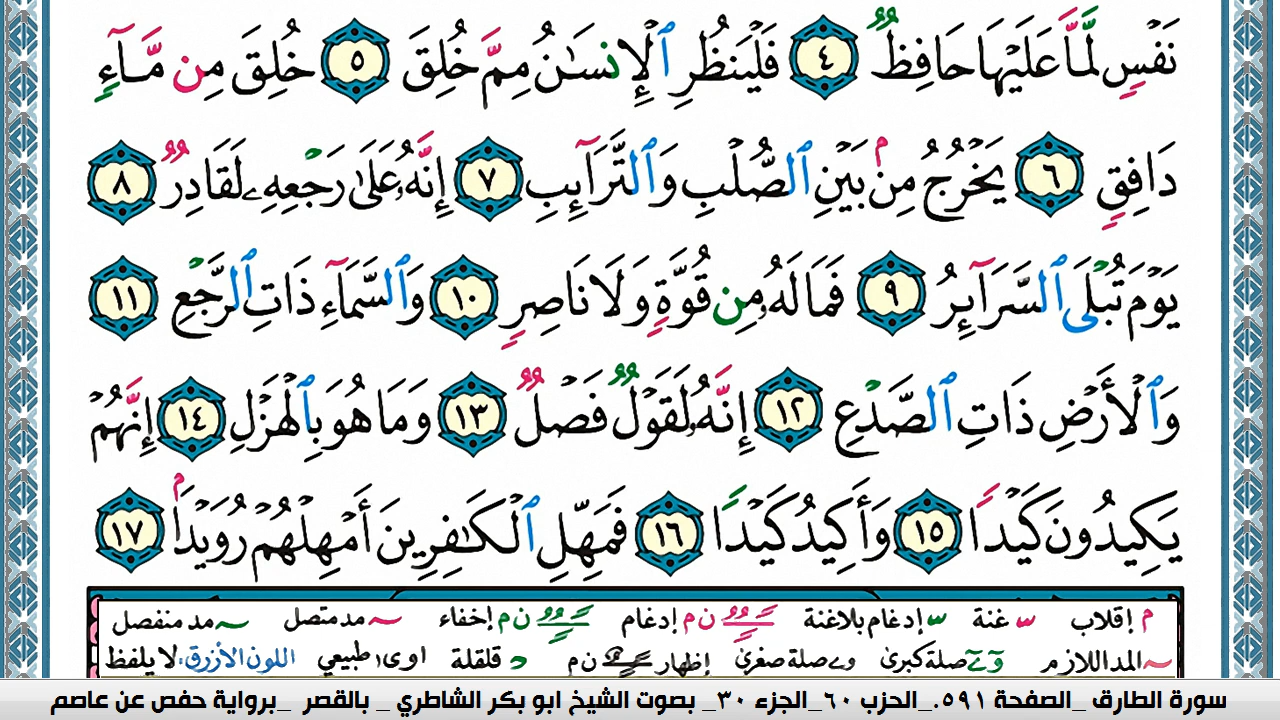 نَفْسٍ لَّمَّا عَلَيْهَا حَافِظٌ ٤ فَلْيَنظُرِ ٱلْإِنسَـٰنُ مِمَّ خُلِقَ ٥ خُلِقَ مِن مَّآءٍ
دَافِقٍ ٦ يَخْرُجُ مِنۢ بَيْنِ ٱلصُّلْبِ وَٱلتَّرَآئِبِ ٧ إِنَّهُۥ عَلَىٰ رَجْعِهِۦ لَقَادِرٌ ٨
يَوْمَ تُبْلَى ٱلسَّرَآئِرُ ٩ فَمَا لَهُۥ مِن قُوَّةٍ وَلَا نَاصِرٍ ١٠ وَٱلسَّمَآءِ ذَاتِ ٱلرَّجْعِ ١١
وَٱلْأَرْضِ ذَاتِ ٱلصَّدْعِ ١٢ إِنَّهُۥ لَقَوْلٌ فَصْلٌ ١٣ وَمَا هُوَ بِٱلْهَزْلِ ١٤ إِنَّهُمْ
يَكِيدُونَ كَيْدًا ١٥ وَأَكِيدُ كَيْدًا ١٦ فَمَهِّلِ ٱلْكَـٰفِرِينَ أَمْهِلْهُمْ رُوَيْدًۢا ١٧
م إقلاب غنة إدغام بلاغنة ن م إدغام ن م إخفاء مد متصل مد منفصل
المد اللازم صلة كبرى و ے صلة صغرى إظهار ن م قلقلة اوى طبيعي اللون الأزرق: لا يلفظ
سورة الطارق _الصفحة ٥٩١._الحزب ٦٠_الجزء ٣٠_ بصوت الشيخ ابو بكر الشاطري _ بالقصر _برواية حفص عن عاصم